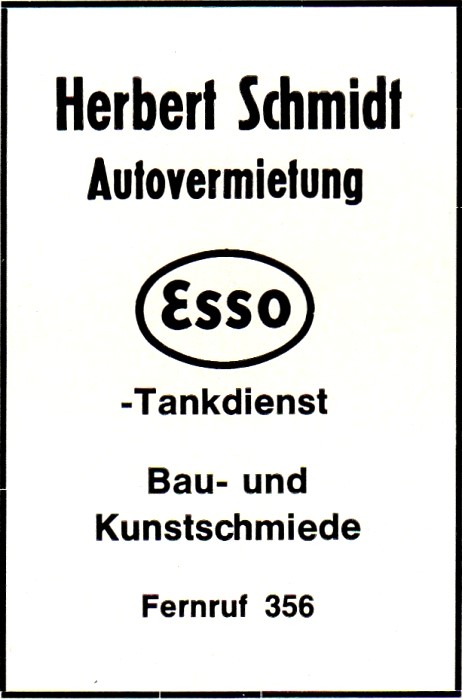 Herbert Schmidt
Autovermietung
Esso
-Tankdienst
Bau- und
Kunstschmiede
Fernruf 356